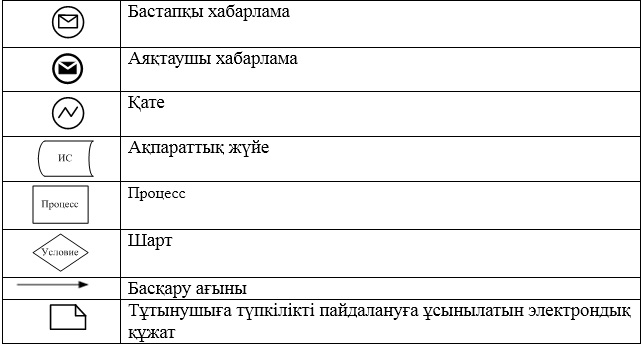 Бастапқы хабарлама
Аяқтаушы хабарлама
Қате
ИС
Ақпараттық жүйе
Процесс
Процесс
Условие
Шарт
Басқару ағыны
Тұтынушыға түпкілікті пайдалануға ұсынылатын электрондық
құжат